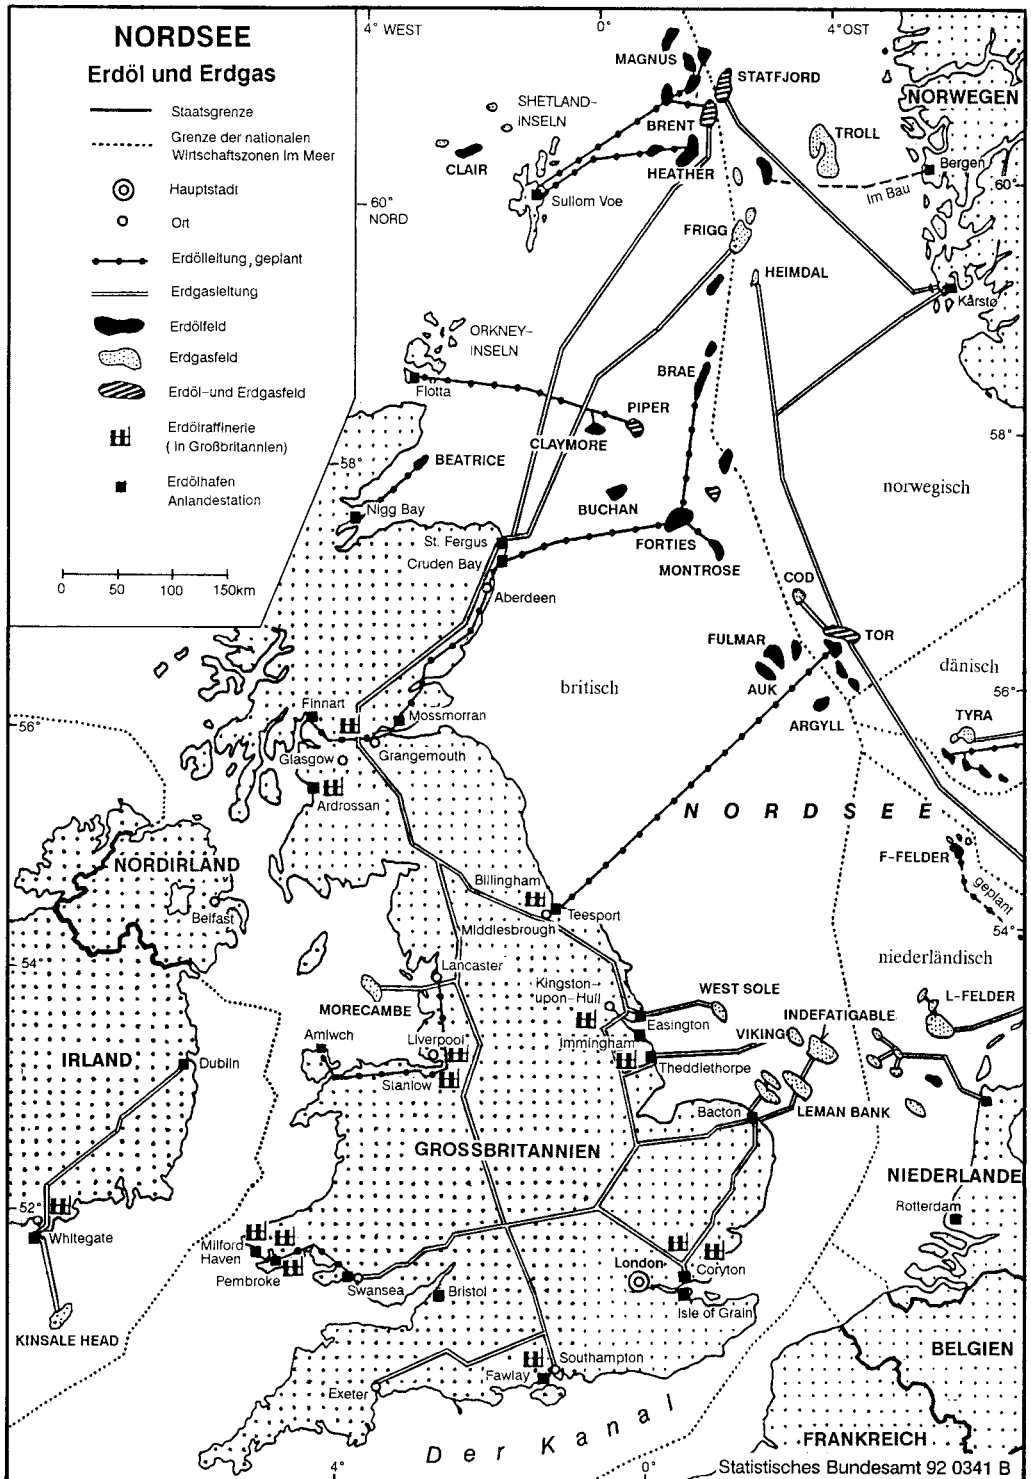 NORDSEE
Erdöl und Erdgas
Staatsgrenze
Grenze der nationalen
Wirtschaftszonen im Meer
Hauptstadt
Ort
Erdölleitung, geplant
Erdgasleitung
Erdölfeld
Erdgasfeld
Erdöl-und Erdgasfeld
Erdölraffinerie
(in Großbritannien)
Erdölhafen
Anlandestation
0 50 100 150km
4° WEST
0°
4° OST
MAGNUS
STATFJORD
NORWEGEN
SHETLAND-
INSELN
BRENT
TROLL
CLAIR
HEATHER
Bergen
Im Bau
60°
60°
NORD
Sullom Voe
FRIGG
HEIMDAL
Kårstø
ORKNEY-
INSELN
Flotta
BRAE
PIPER
CLAYMORE
58°
58°
BEATRICE
norwegisch
BUCHAN
Nigg Bay
FORTIES
St. Fergus
Cruden Bay
MONTROSE
COD
Aberdeen
FULMAR
TOR
dänisch
britisch
AUK
56°
56°
Finnart
Mossmorran
ARGYLL
TYRA
Glasgow
Grangemouth
Ardrossan
NORDSEE
NORDIRLAND
F-FELDER
geplant
Billingham
Belfast
Teesport
Middlesbrough
54°
54°
niederländisch
Lancaster
Kingston-
upon-Hull
WEST SOLE
L-FELDER
MORECAMBE
INDEFATIGABLE
Easington
VIKING
Amlwch
Liverpool
Immingham
IRLAND
Dublin
Theddlethorpe
Stanlow
LEMAN BANK
Bacton
GROSSBRITANNIEN
NIEDERLANDE
52°
Rotterdam
Whitegate
Milford
Haven
London
Coryton
Pembroke
Swansea
Bristol
Isle of Grain
KINSALE HEAD
BELGIEN
Southampton
Fawlay
Exeter
Der Kanal
FRANKREICH
4°
0°
Statistisches Bundesamt 92 0341 B